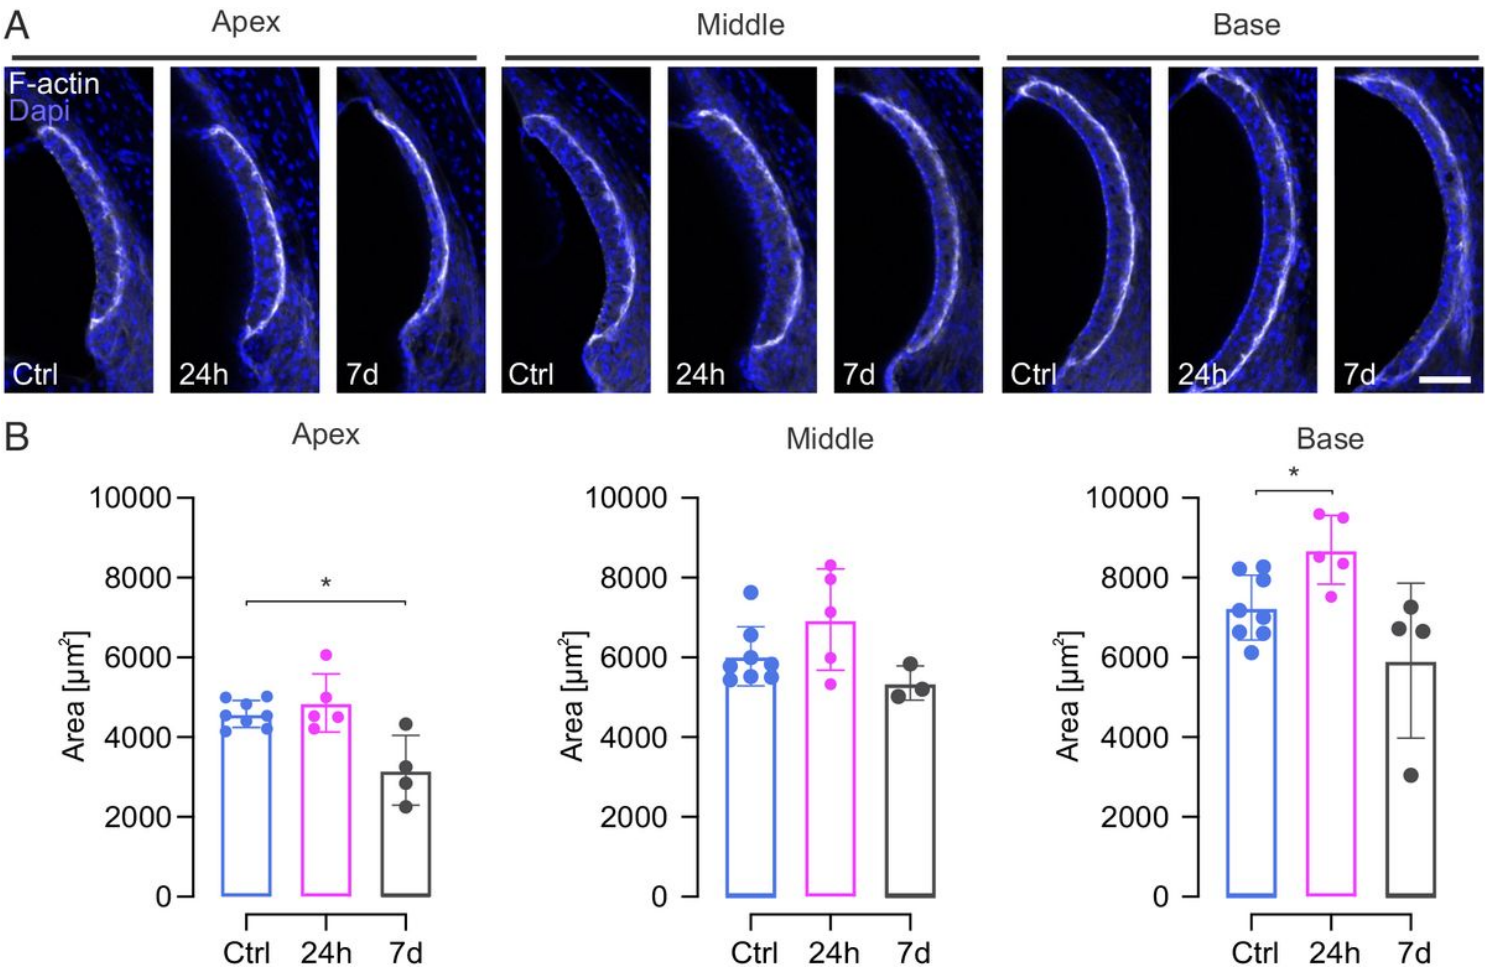 A
Apex Middle Base
F-actin
Dapi
Ctrl 24h 7d Ctrl 24h 7d Ctrl 24h 7d
B
Apex Middle Base
*
*
10000 10000 10000
8000 8000 8000
6000 6000 6000
4000 4000 4000
2000 2000 2000
0 0 0
Area [µm²] Area [µm²] Area [µm²]
Ctrl 24h 7d Ctrl 24h 7d Ctrl 24h 7d